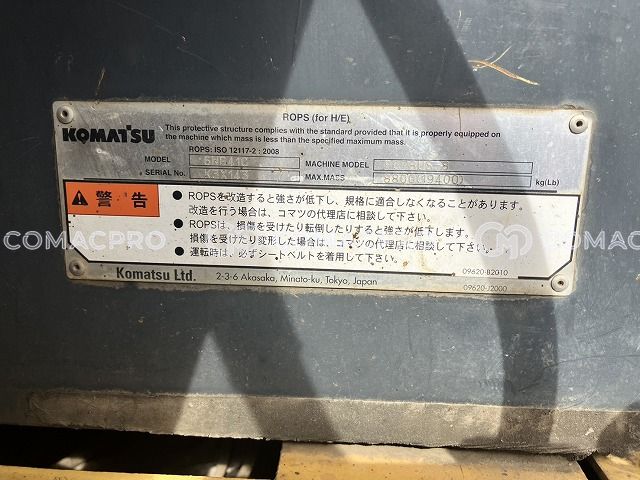 ROPS (for H/E)
KOMATSU
This protective structure complies with the standard provided that it is properly equipped on
the machine which mass is less than the specified maximum mass.
ROPS: ISO 12117-2 : 2008
MODEL
MACHINE MODEL
SERIAL No.
MAX.MASS 8800(19400) kg(Lb)
警 告
● ROPSを改造すると強さが低下し、規格に適合しなくなることがあります。
改造を行う場合は、コマツの代理店に相談して下さい。
● ROPSは、損傷を受けたり転倒したりすると強さが低下します。
損傷を受けたり変形した場合は、コマツの代理店に相談して下さい。
● 運転時は、必ずシートベルトを着用して下さい。
09620-B2010
Komatsu Ltd. 2-3-6 Akasaka, Minato-ku, Tokyo, Japan
09620-J2000
COMACPRO
COMACPRO